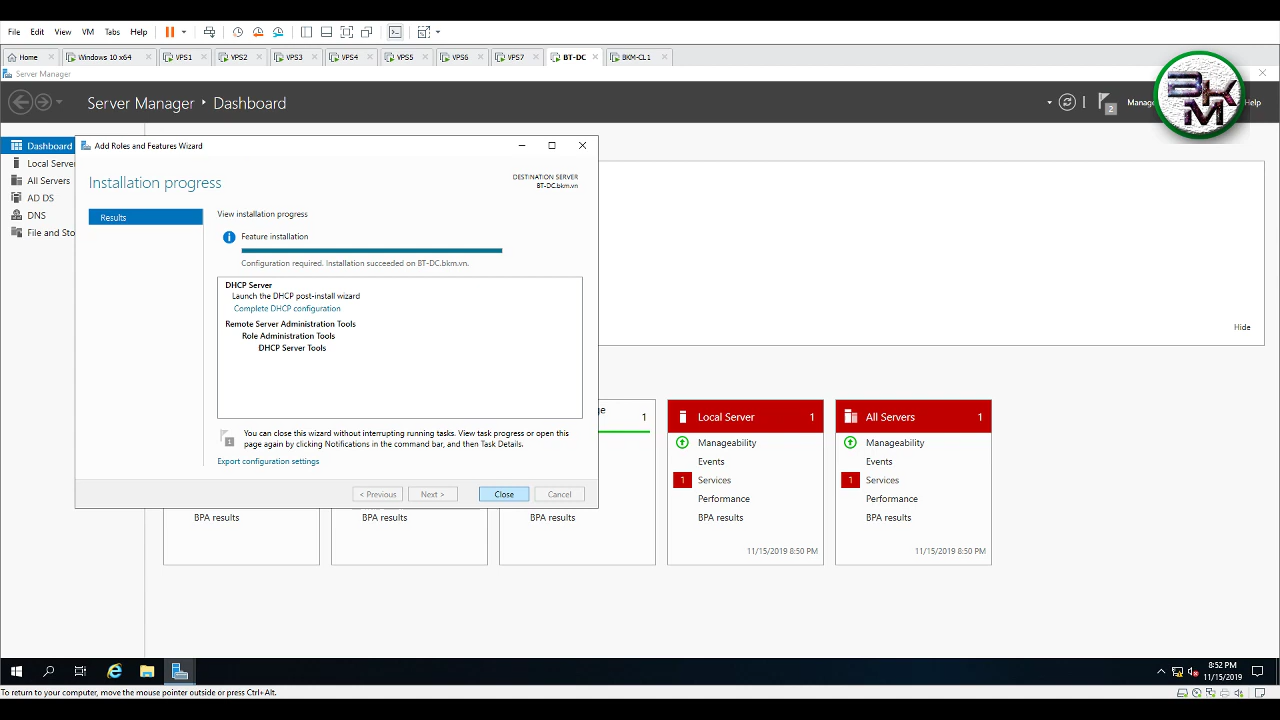 File Edit View VM Tabs Help
Home Windows 10 x64 VPS1 VPS2 VPS3 VPS4 VPS5 VPS6 VPS7 BT-DC BKM-CL1
Server Manager
Server Manager Dashboard
2 Manag Help
BKM
Dashboard
Local Server
All Servers
AD DS
DNS
File and Sto
Add Roles and Features Wizard
Installation progress
DESTINATION SERVER
BT-DC.bkm.vn
Results
View installation progress
Feature installation
Configuration required. Installation succeeded on BT-DC.bkm.vn.
DHCP Server
Launch the DHCP post-install wizard
Complete DHCP configuration
Remote Server Administration Tools
Role Administration Tools
DHCP Server Tools
1 You can close this wizard without interrupting running tasks. View task progress or open this
page again by clicking Notifications in the command bar, and then Task Details.
Export configuration settings
< Previous Next > Close Cancel
Hide
ge 1
BPA results
BPA results
BPA results
Local Server 1
Manageability
Events
1 Services
Performance
BPA results
11/15/2019 8:50 PM
All Servers 1
Manageability
Events
1 Services
Performance
BPA results
11/15/2019 8:50 PM
8:52 PM
11/15/2019
To return to your computer, move the mouse pointer outside or press Ctrl+Alt.